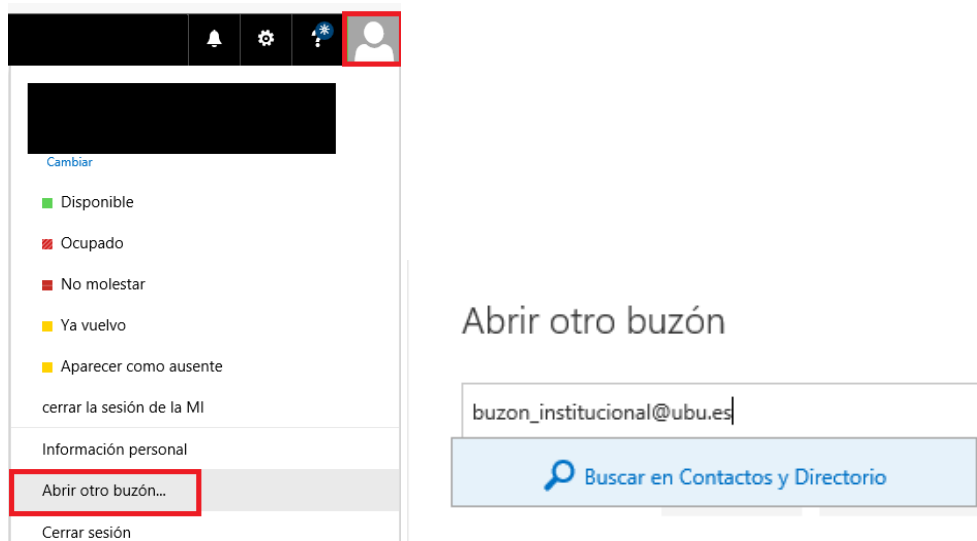 Cambiar
Disponible
Ocupado
No molestar
Ya vuelvo
Aparecer como ausente
cerrar la sesión de la MI
Información personal
Abrir otro buzón...
Cerrar sesión
Abrir otro buzón
buzon_institucional@ubu.es
Buscar en Contactos y Directorio